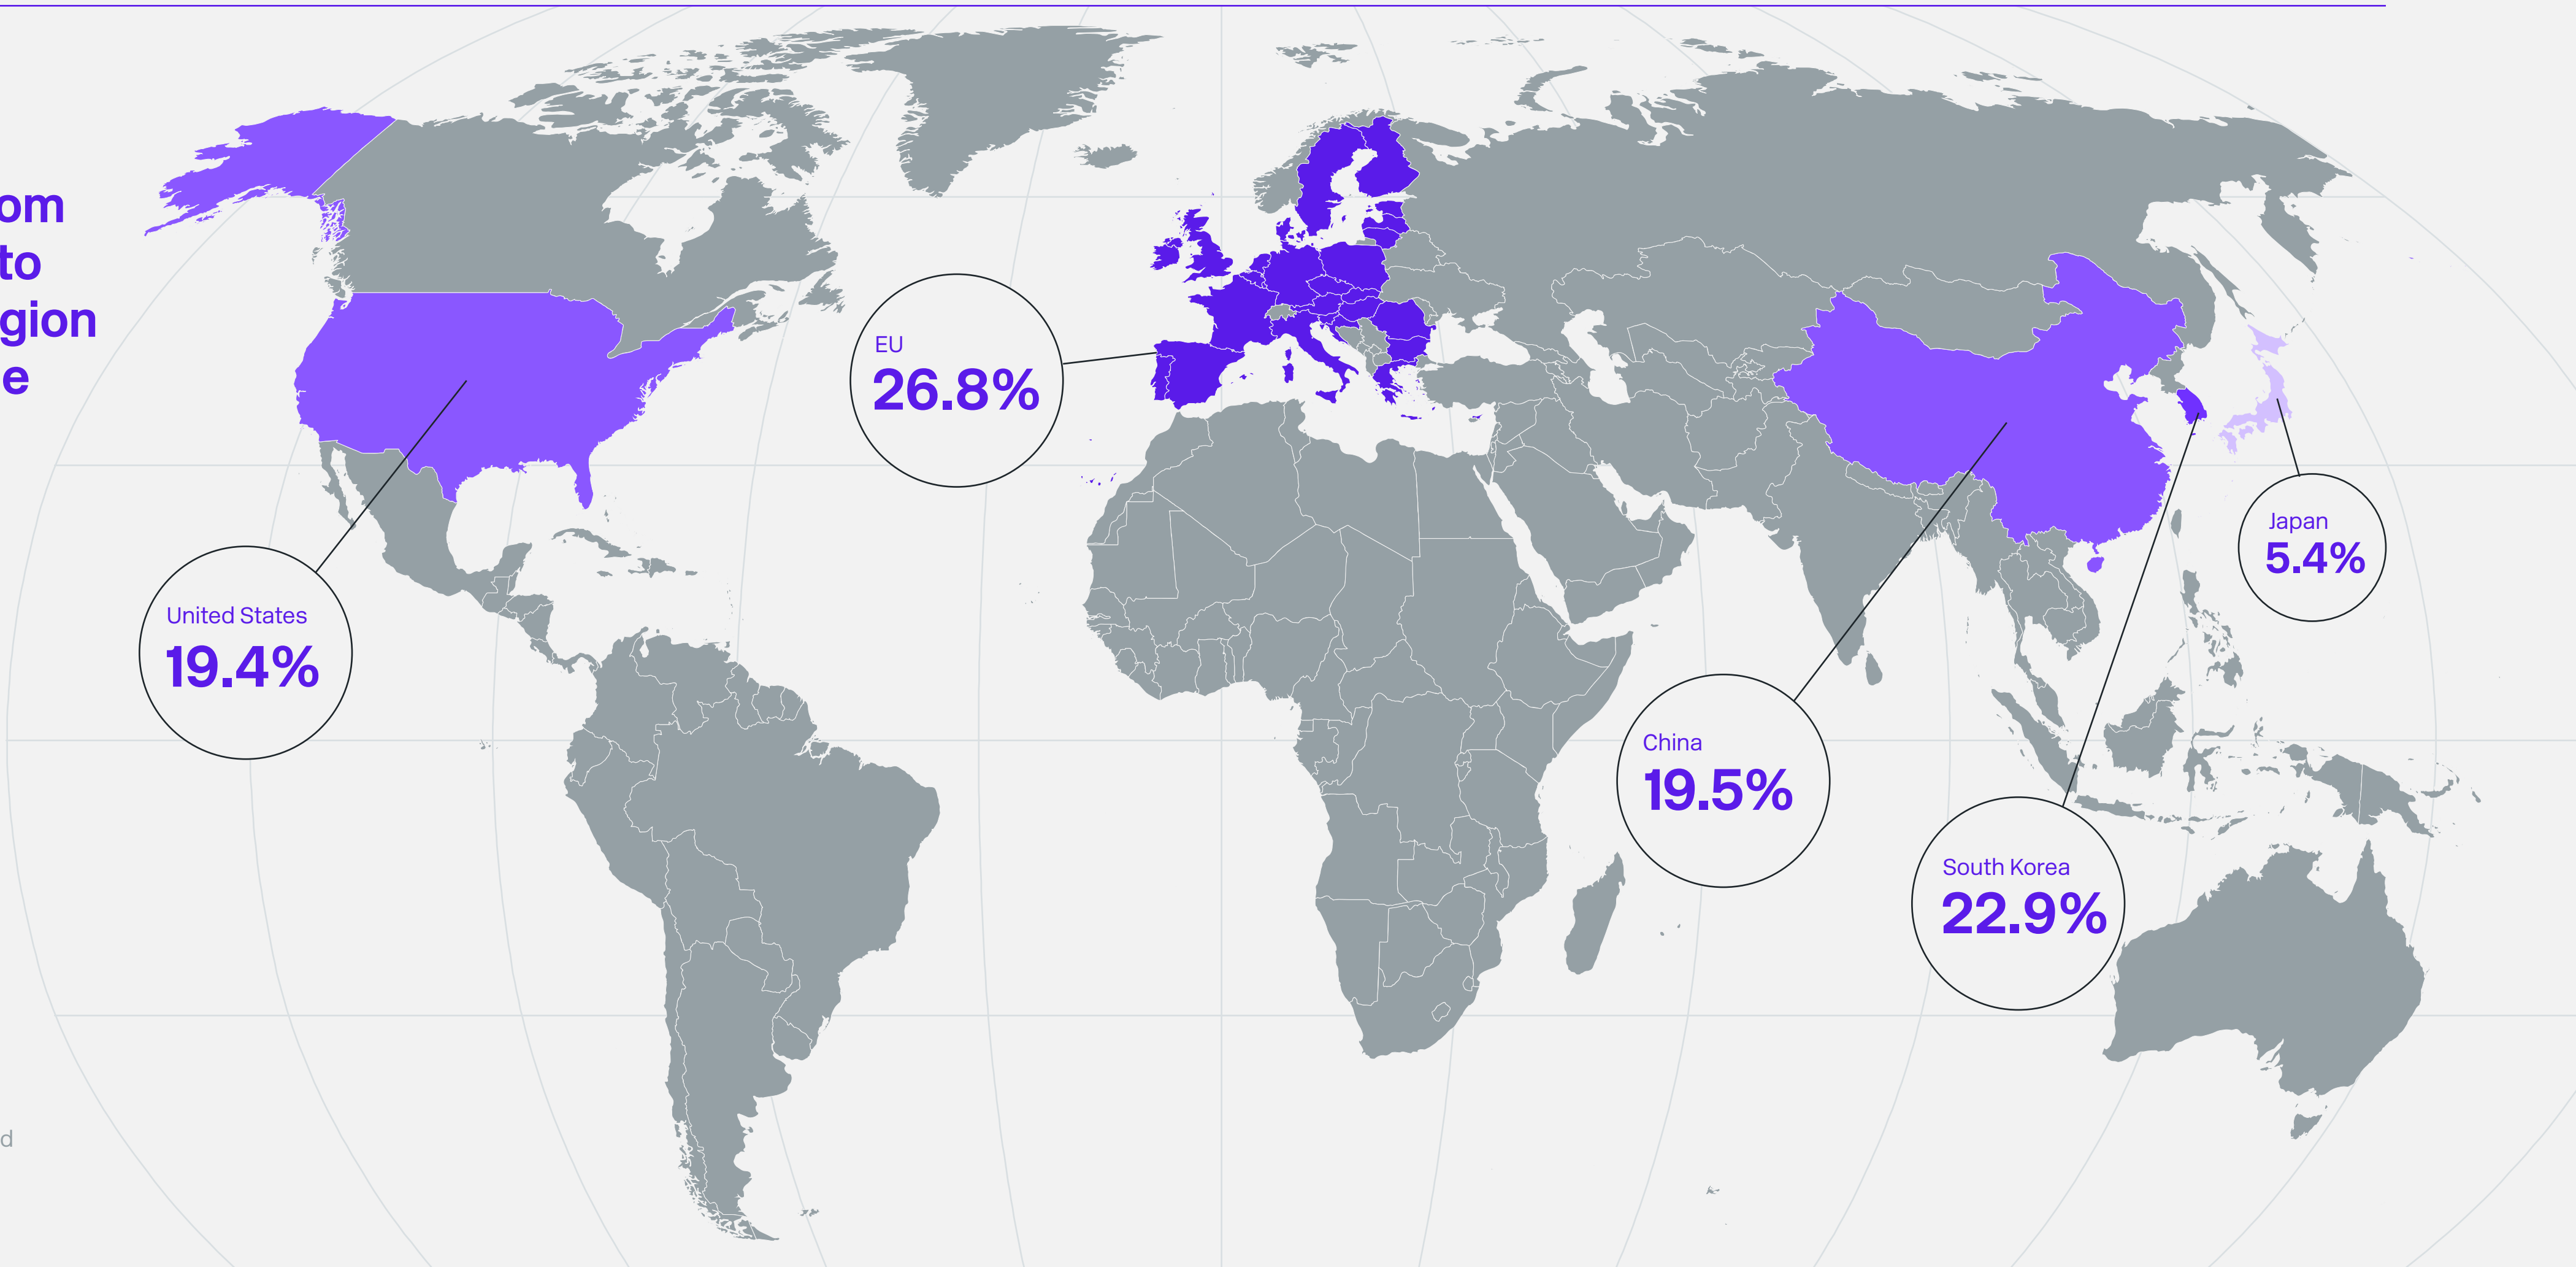 om
to
gion
e
EU
26.8%
United States
19.4%
Japan
5.4%
China
19.5%
South Korea
22.9%
d